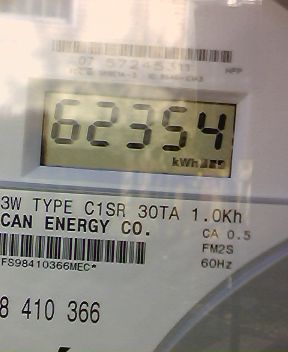 62354
kWh
3W TYPE C1SR 30TA 1.0Kh
CAN ENERGY CO.
CA 0.5
FM2S
60Hz
FS98410366MEC*
8 410 366